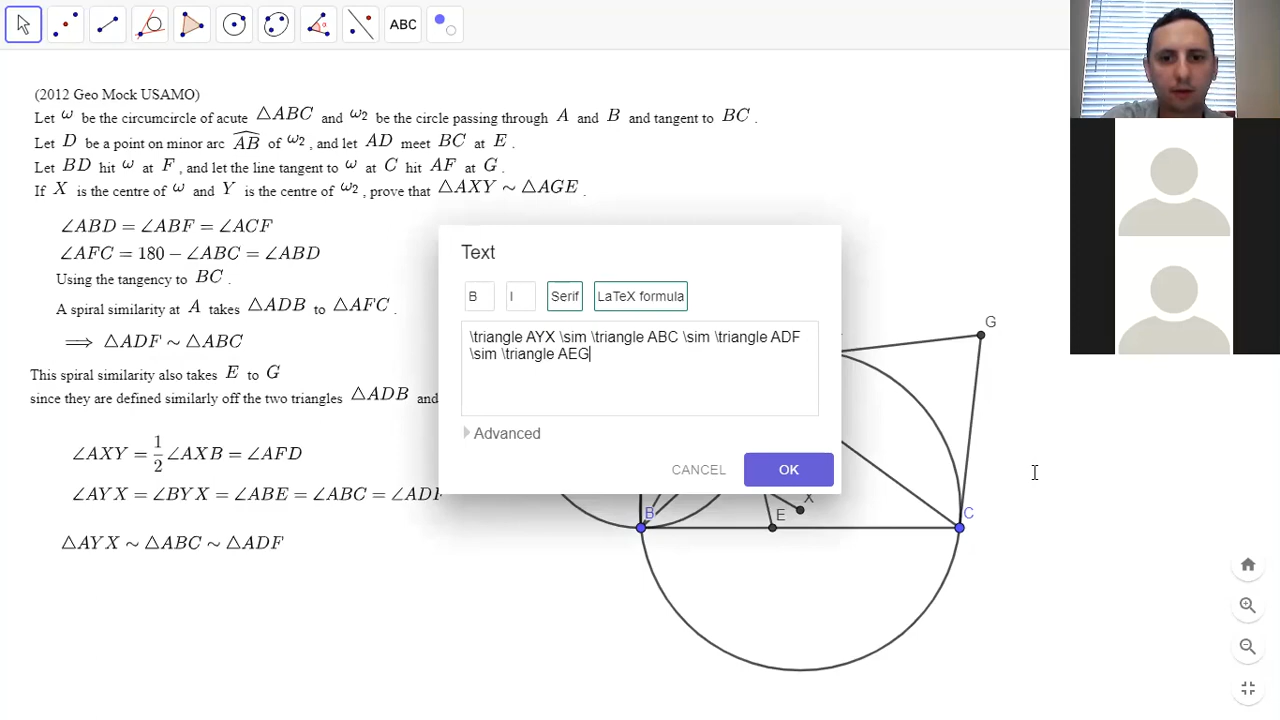 ABC
(2012 Geo Mock USAMO)
Let ω be the circumcircle of acute △ABC and ω₂ be the circle passing through A and B and tangent to BC .
Let D be a point on minor arc AB of ω₂, and let AD meet BC at E .
Let BD hit ω at F , and let the line tangent to ω at C hit AF at G .
If X is the centre of ω and Y is the centre of ω₂ , prove that △AXY ∼ △AGE .
∠ABD = ∠ABF = ∠ACF
∠AFC = 180 − ∠ABC = ∠ABD
Using the tangency to BC .
A spiral similarity at A takes △ADB to △AFC .
⟹ △ADF ∼ △ABC
This spiral similarity also takes E to G
since they are defined similarly off the two triangles △ADB and
∠AXY = 1/2 ∠AXB = ∠AFD
∠AYX = ∠BYX = ∠ABE = ∠ABC = ∠ADF
△AYX ∼ △ABC ∼ △ADF
Text
B I Serif LaTeX formula
\triangle AYX \sim \triangle ABC \sim \triangle ADF
\sim \triangle AEG
Advanced
CANCEL OK
G
X
B E C